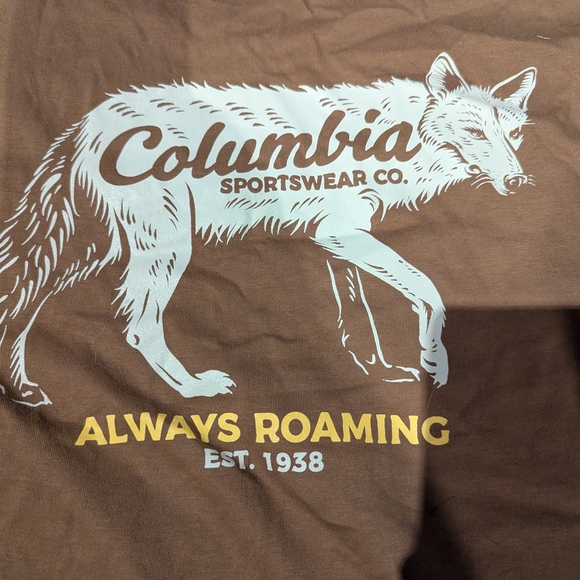 Columbia
SPORTSWEAR CO.
ALWAYS ROAMING
EST. 1938